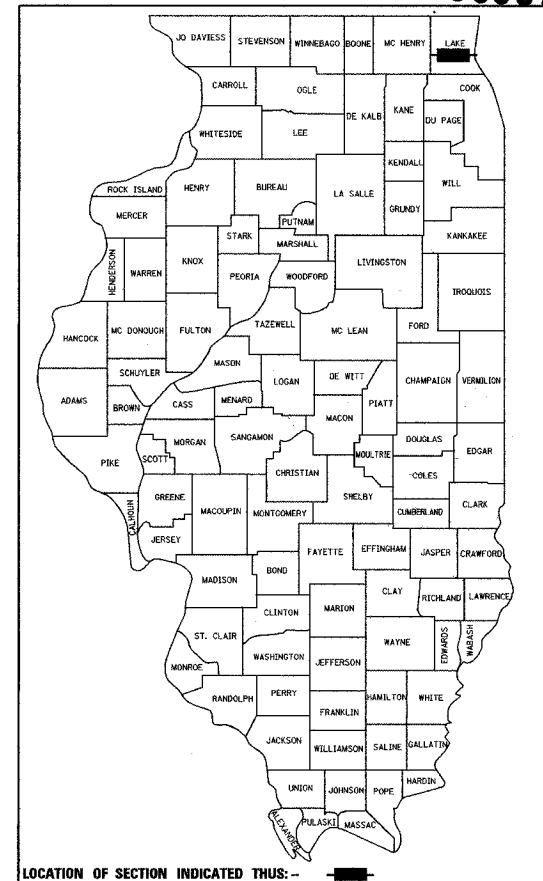 JO DAVIESS STEVENSON WINNEBAGO BOONE MC HENRY LAKE
CARROLL OGLE DE KALB KANE COOK
DU PAGE
WHITESIDE LEE
KENDALL
WILL
ROCK ISLAND HENRY BUREAU LA SALLE GRUNDY
MERCER PUTNAM KANKAKEE
STARK MARSHALL
HENDERSON WARREN KNOX PEORIA WOODFORD LIVINGSTON
IROQUOIS
HANCOCK MC DONOUGH FULTON TAZEWELL MC LEAN FORD
MASON
SCHUYLER LOGAN DE WITT CHAMPAIGN VERMILION
ADAMS BROWN CASS MENARD MACON PIATT
MORGAN SANGAMON DOUGLAS EDGAR
PIKE SCOTT CHRISTIAN MOULTRIE COLES
SHELBY
CALHOUN GREENE MACOUPIN MONTGOMERY CUMBERLAND CLARK
JERSEY FAYETTE EFFINGHAM JASPER CRAWFORD
MADISON BOND
CLAY RICHLAND LAWRENCE
CLINTON MARION
ST. CLAIR WAYNE EDWARDS WABASH
WASHINGTON JEFFERSON
MONROE
RANDOLPH PERRY HAMILTON WHITE
FRANKLIN
JACKSON WILLIAMSON SALINE GALLATIN
HARDIN
UNION JOHNSON POPE
ALEXANDER PULASKI MASSAC
LOCATION OF SECTION INDICATED THUS:-